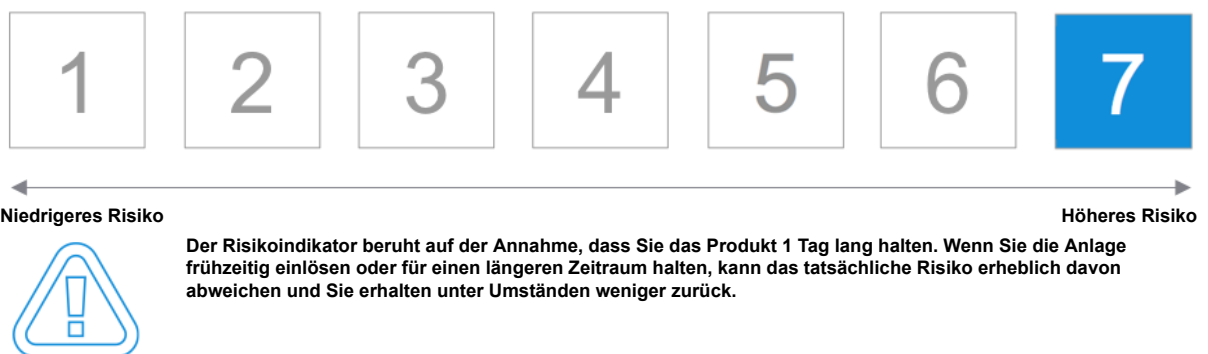 1 2 3 4 5 6 7
Niedrigeres Risiko Höheres Risiko
Der Risikoindikator beruht auf der Annahme, dass Sie das Produkt 1 Tag lang halten. Wenn Sie die Anlage
frühzeitig einlösen oder für einen längeren Zeitraum halten, kann das tatsächliche Risiko erheblich davon
abweichen und Sie erhalten unter Umständen weniger zurück.